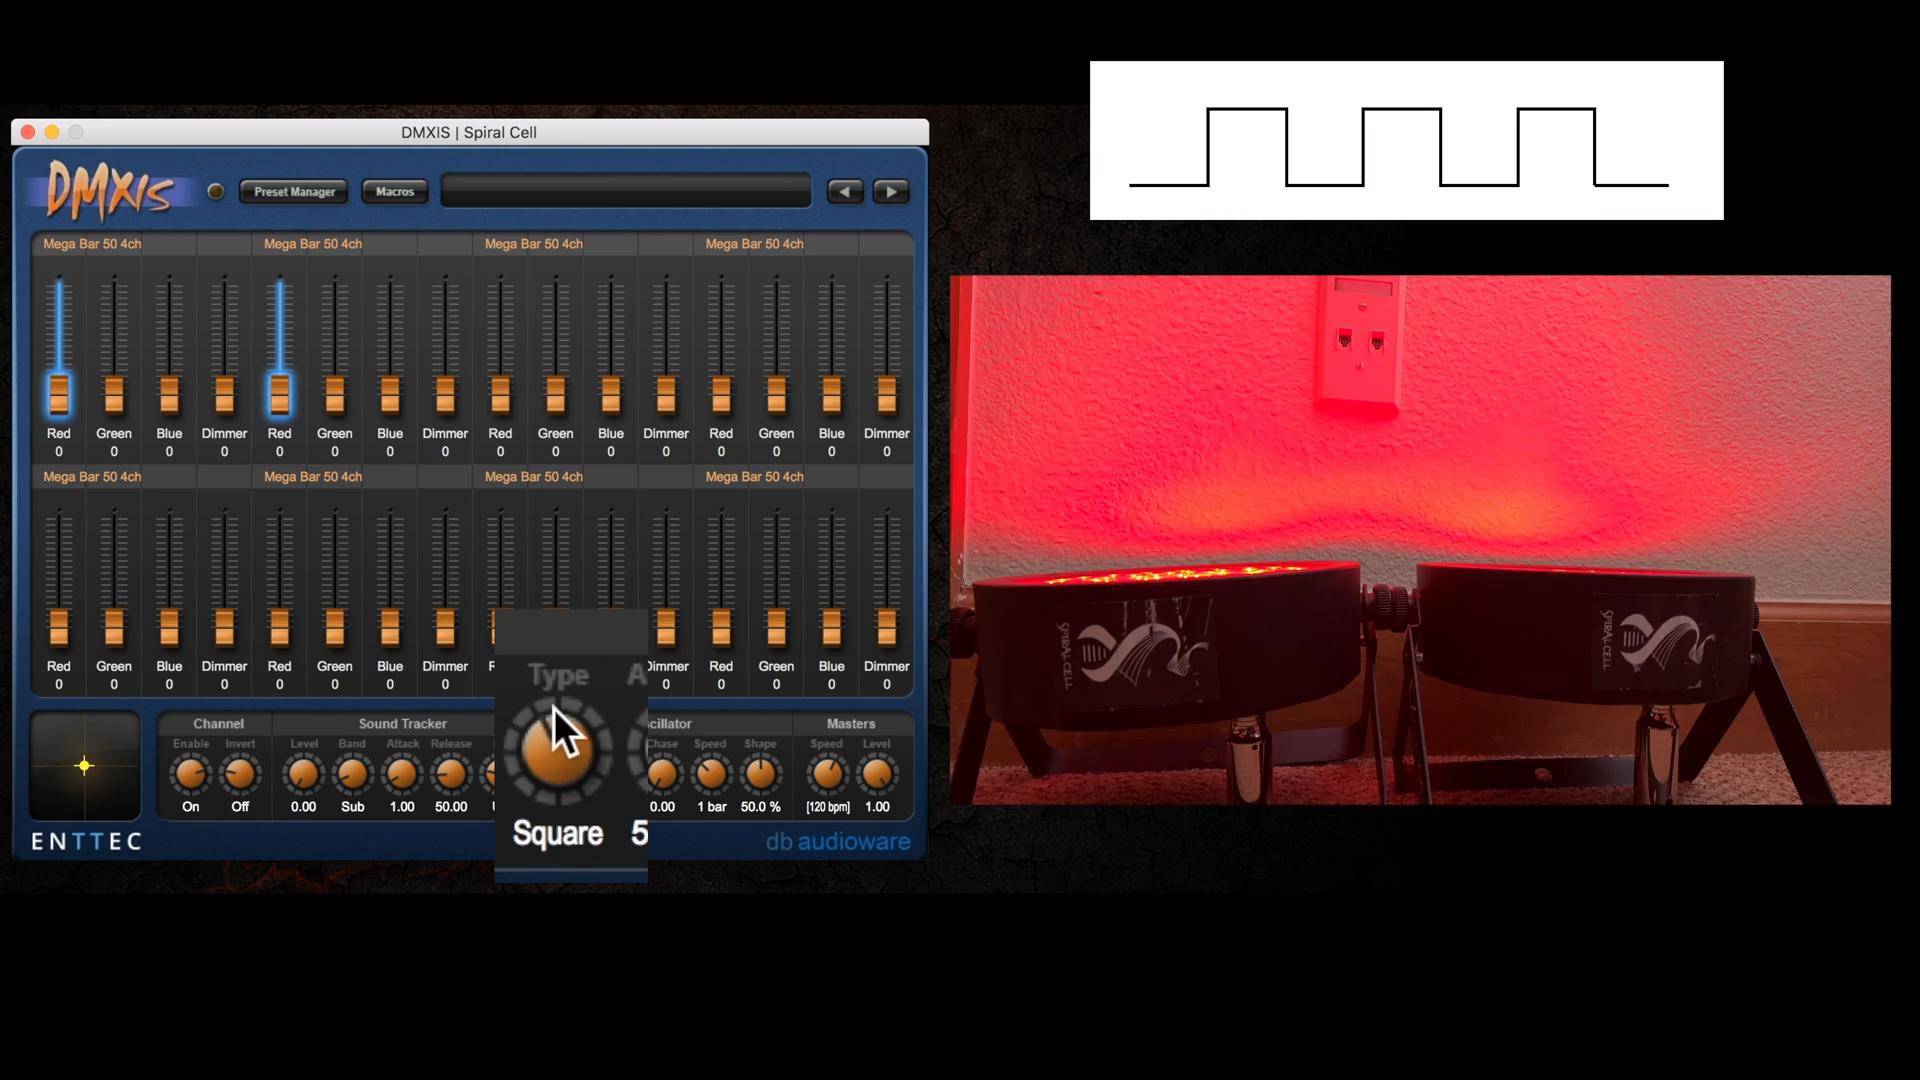 DMXIS | Spiral Cell
DMXIS
Preset Manager
Macros
Mega Bar 50 4ch Mega Bar 50 4ch Mega Bar 50 4ch Mega Bar 50 4ch
Red Green Blue Dimmer Red Green Blue Dimmer Red Green Blue Dimmer Red Green Blue Dimmer
0 0 0 0 0 0 0 0 0 0 0 0 0 0 0 0
Mega Bar 50 4ch Mega Bar 50 4ch Mega Bar 50 4ch Mega Bar 50 4ch
Red Green Blue Dimmer Red Green Blue Dimmer Red Green Blue Dimmer
0 0 0 0 0 0 0 0 0 0 0 0 0
Type
Square 5
Channel Sound Tracker Masters
Enable Invert Level Band Attack Release Chase Speed Shape Speed Level
On Off 0.00 Sub 1.00 50.00 0.00 1 bar 50.0 % [120 bpm] 1.00
ENTTEC
db audioware
SPIRAL CELL
SPIRAL CELL